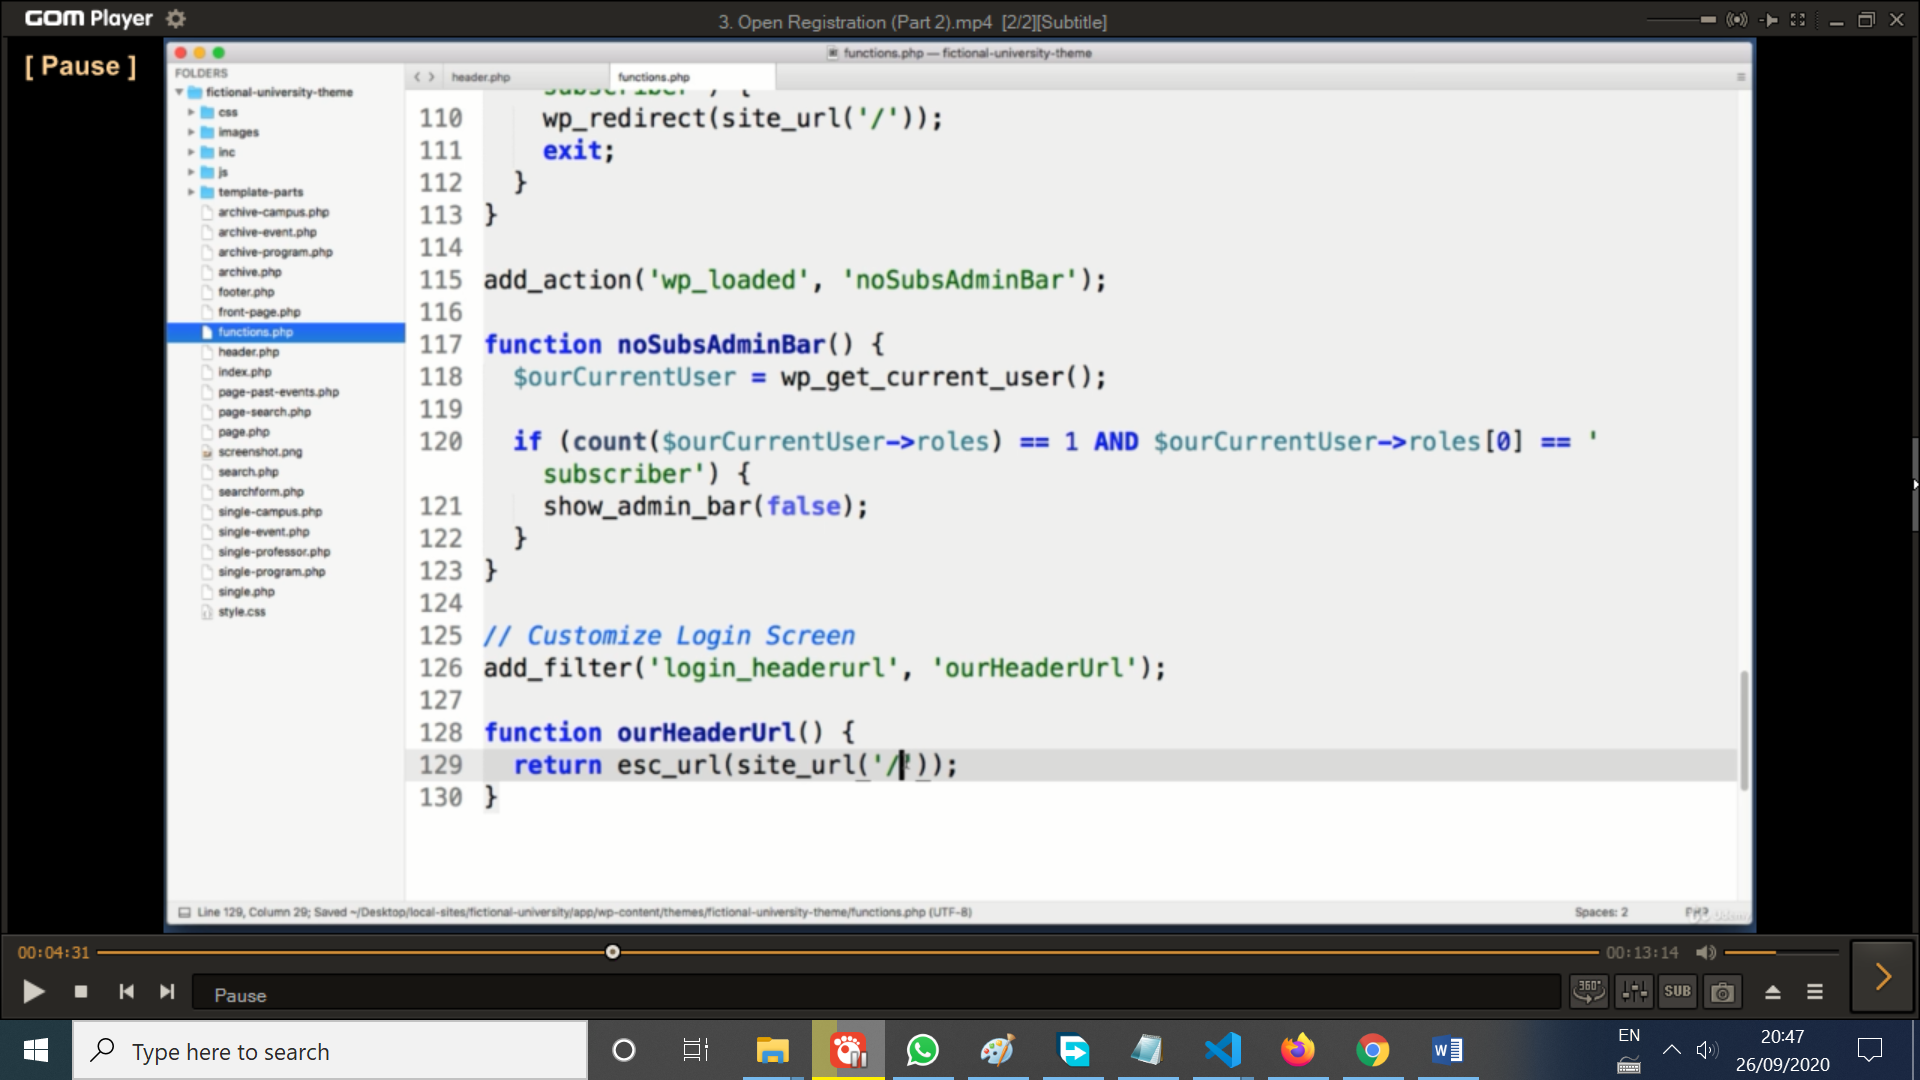 GOM Player
3. Open Registration (Part 2).mp4 [2/2][Subtitle]
[ Pause ]
functions.php — fictional-university-theme
FOLDERS
fictional-university-theme
css
images
inc
js
template-parts
archive-campus.php
archive-event.php
archive-program.php
archive.php
footer.php
front-page.php
functions.php
header.php
index.php
page-past-events.php
page-search.php
page.php
screenshot.png
search.php
searchform.php
single-campus.php
single-event.php
single-professor.php
single-program.php
single.php
style.css
header.php
functions.php
subscriber') {
110 wp_redirect(site_url('/'));
111 exit;
112 }
113 }
114
115 add_action('wp_loaded', 'noSubsAdminBar');
116
117 function noSubsAdminBar() {
118 $ourCurrentUser = wp_get_current_user();
119
120 if (count($ourCurrentUser->roles) == 1 AND $ourCurrentUser->roles[0] == '
subscriber') {
121 show_admin_bar(false);
122 }
123 }
124
125 // Customize Login Screen
126 add_filter('login_headerurl', 'ourHeaderUrl');
127
128 function ourHeaderUrl() {
129 return esc_url(site_url('/'));
130 }
Line 129, Column 29; Saved ~/Desktop/local-sites/fictional-university/app/wp-content/themes/fictional-university-theme/functions.php (UTF-8)
Spaces: 2
PHP
00:04:31
00:13:14
Pause
360°
SUB
Type here to search
EN
20:47
26/09/2020